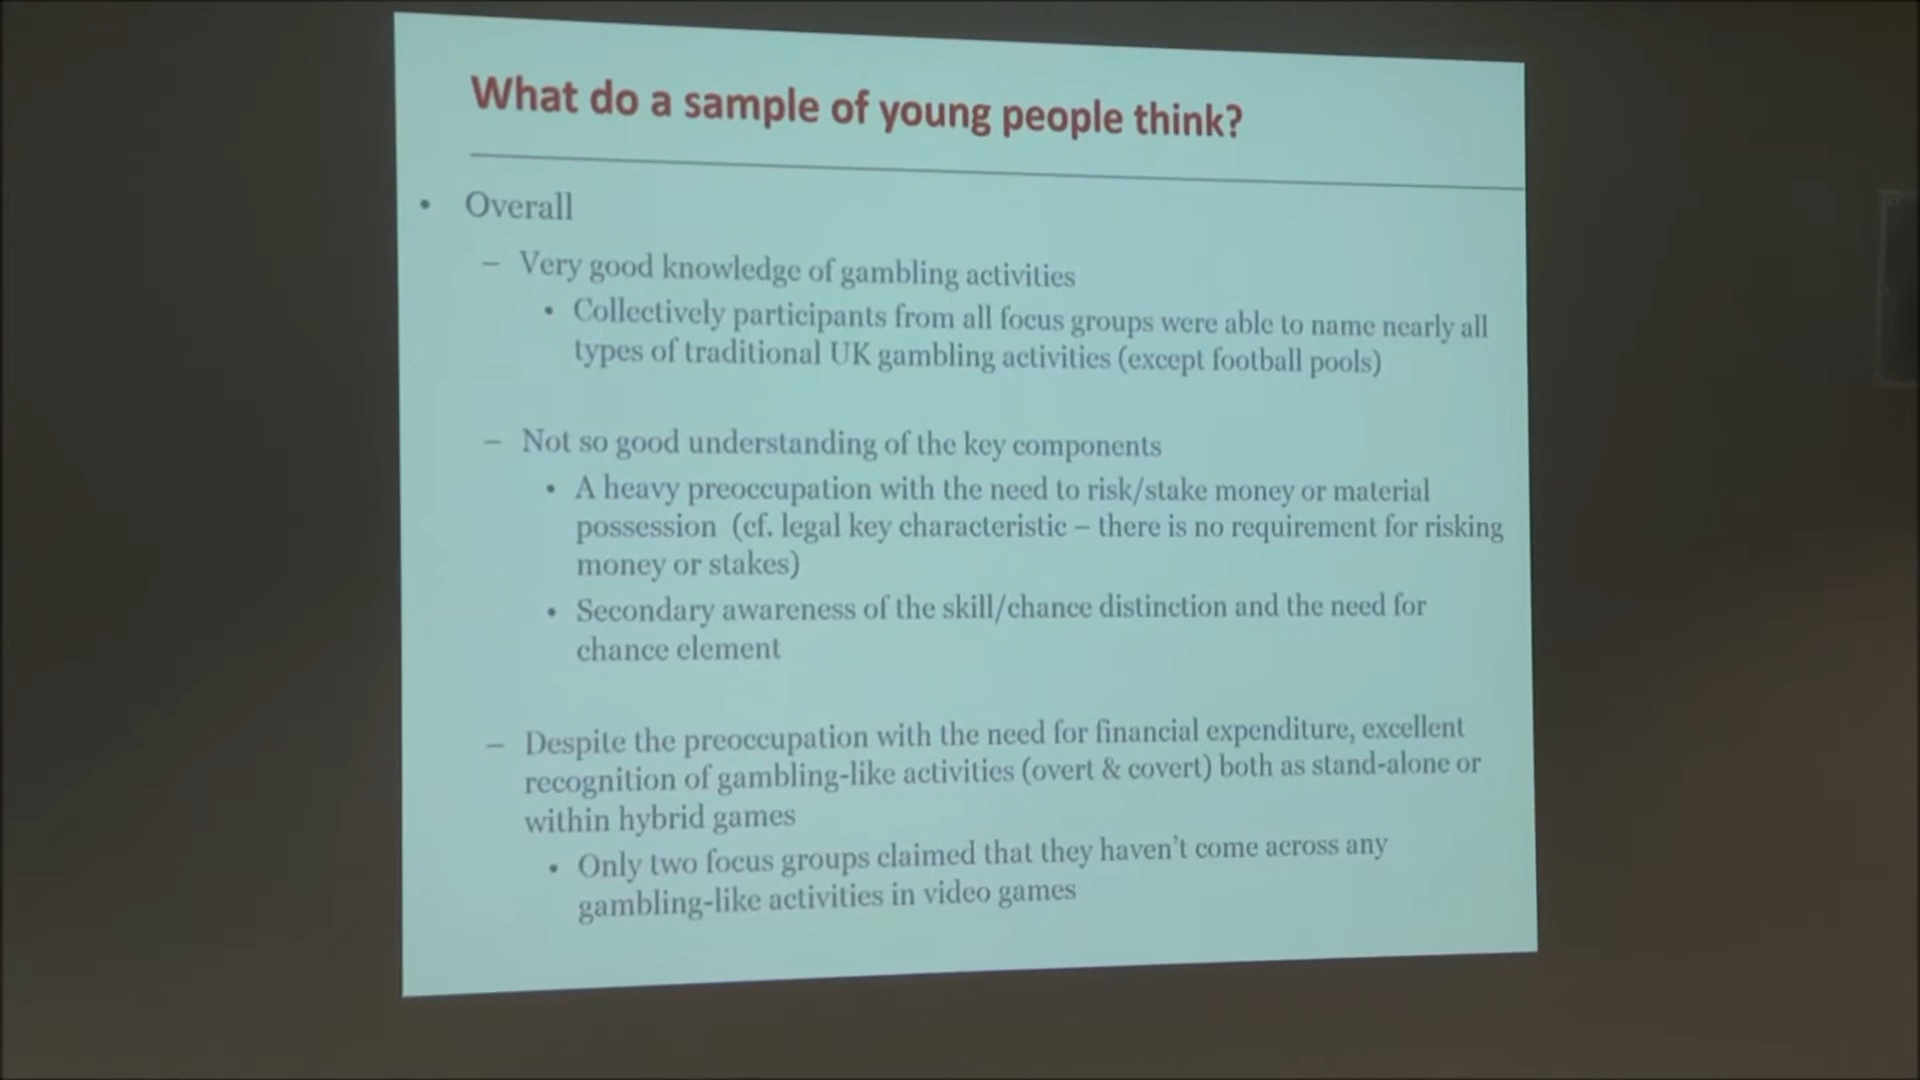 What do a sample of young people think?
• Overall
– Very good knowledge of gambling activities
• Collectively participants from all focus groups were able to name nearly all
types of traditional UK gambling activities (except football pools)
– Not so good understanding of the key components
• A heavy preoccupation with the need to risk/stake money or material
possession (cf. legal key characteristic – there is no requirement for risking
money or stakes)
• Secondary awareness of the skill/chance distinction and the need for
chance element
– Despite the preoccupation with the need for financial expenditure, excellent
recognition of gambling-like activities (overt & covert) both as stand-alone or
within hybrid games
• Only two focus groups claimed that they haven't come across any
gambling-like activities in video games